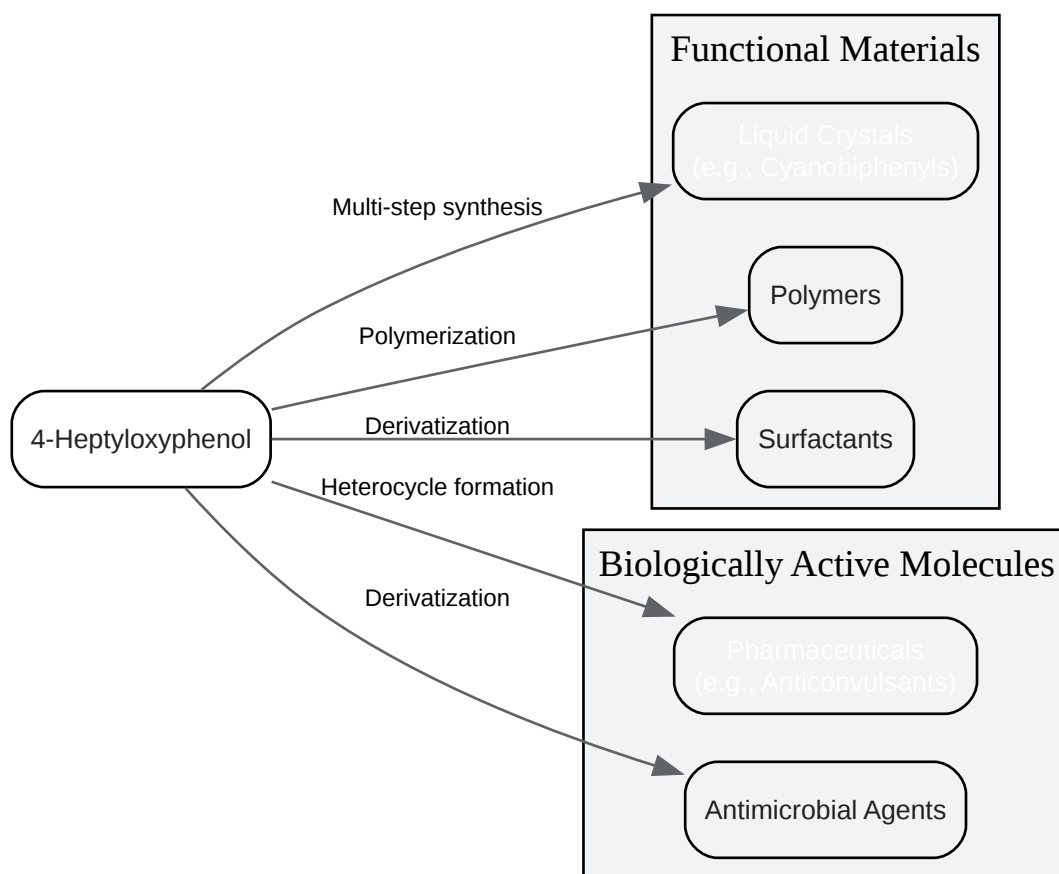 Functional Materials
Liquid Crystals
(e.g., Cyanobiphenyls)
Multi-step synthesis
Polymers
Polymerization
4-Heptyloxyphenol
Derivatization
Surfactants
Heterocycle formation
Biologically Active Molecules
Derivatization
Pharmaceuticals
(e.g., Anticonvulsants)
Antimicrobial Agents